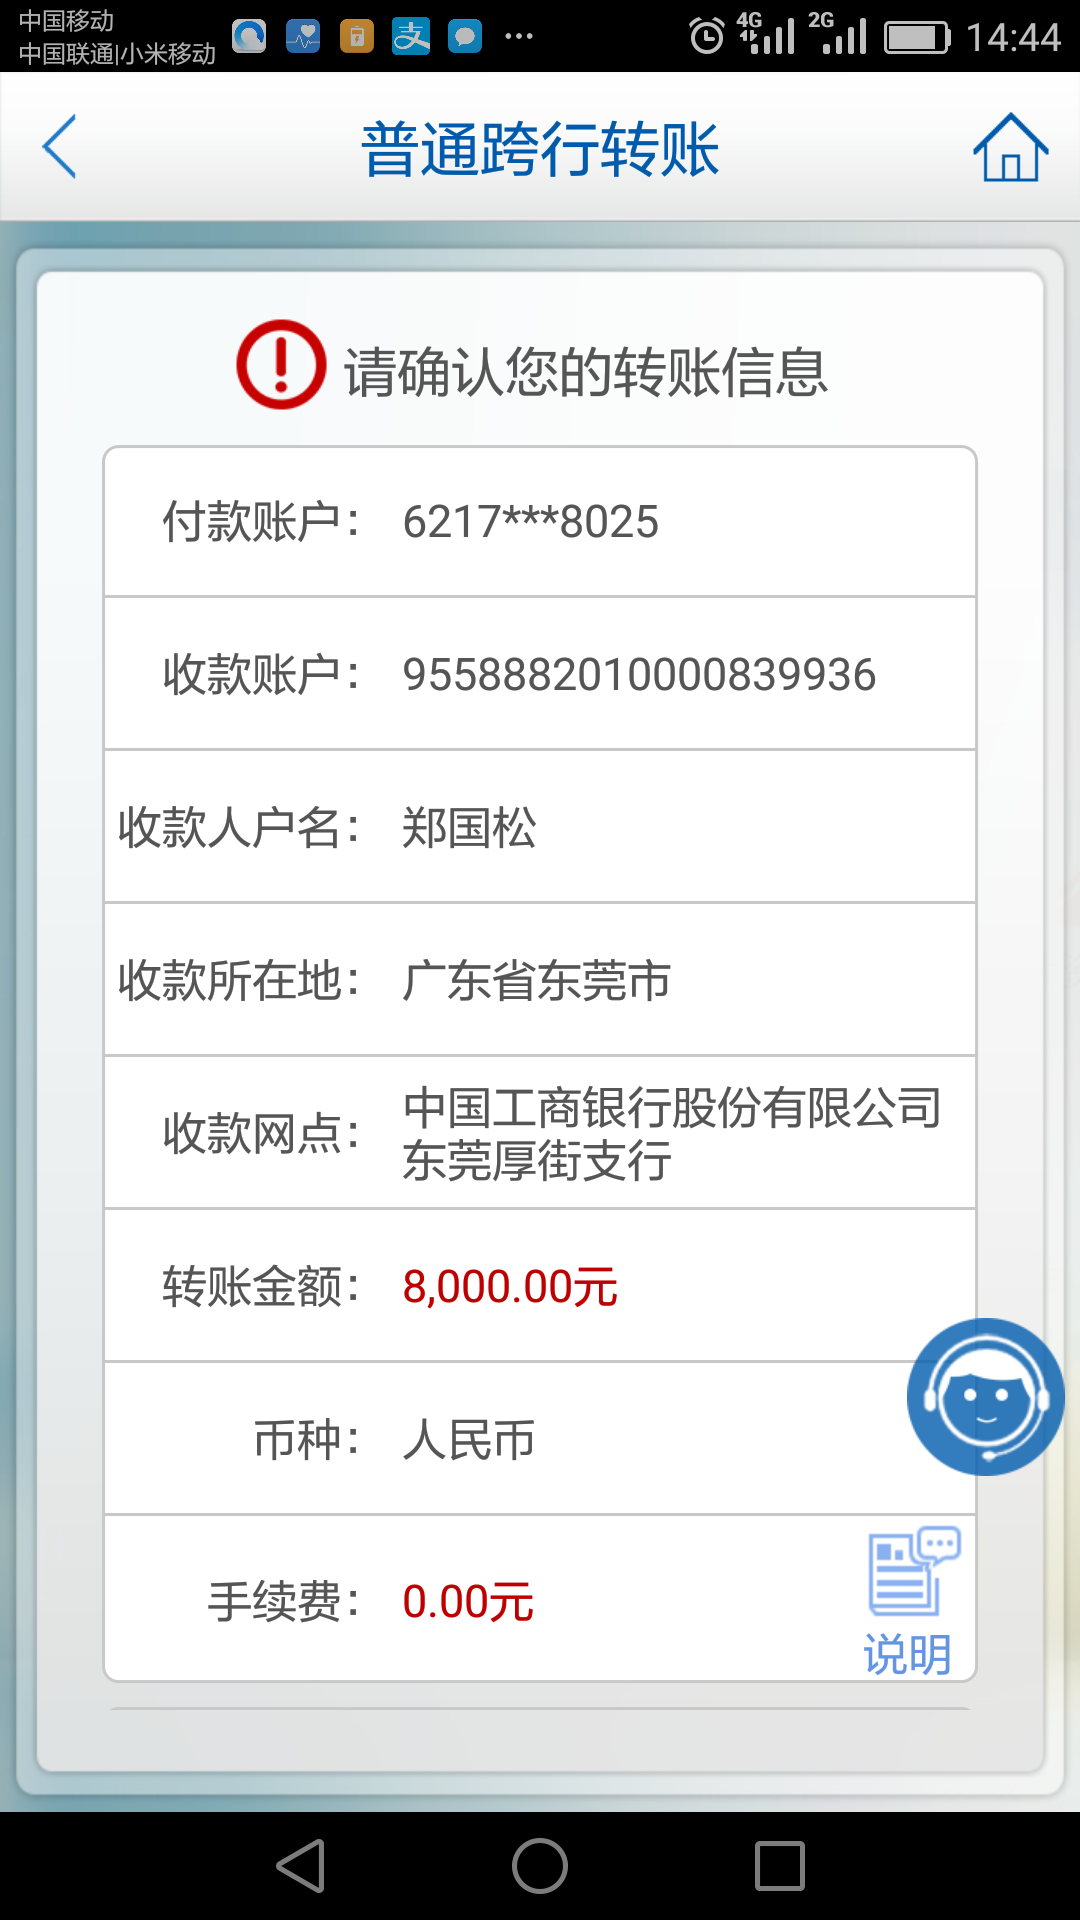 中国移动
中国联通|小米移动
4G
2G
14:44
普通跨行转账
请确认您的转账信息
付款账户： 6217***8025
收款账户： 9558882010000839936
收款人户名： 郑国松
收款所在地： 广东省东莞市
收款网点： 中国工商银行股份有限公司
东莞厚街支行
转账金额： 8,000.00元
币种： 人民币
手续费： 0.00元
说明